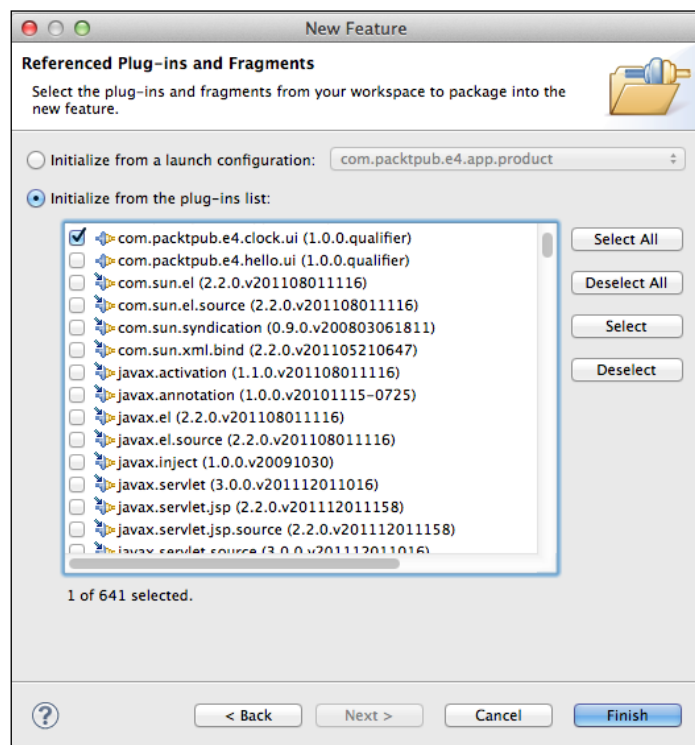 New Feature
Referenced Plug-ins and Fragments
Select the plug-ins and fragments from your workspace to package into the
new feature.
Initialize from a launch configuration: com.packtpub.e4.app.product
Initialize from the plug-ins list:
com.packtpub.e4.clock.ui (1.0.0.qualifier)
com.packtpub.e4.hello.ui (1.0.0.qualifier)
com.sun.el (2.2.0.v201108011116)
com.sun.el.source (2.2.0.v201108011116)
com.sun.syndication (0.9.0.v200803061811)
com.sun.xml.bind (2.2.0.v201105210647)
javax.activation (1.1.0.v201108011116)
javax.annotation (1.0.0.v20101115-0725)
javax.el (2.2.0.v201108011116)
javax.el.source (2.2.0.v201108011116)
javax.inject (1.0.0.v20091030)
javax.servlet (3.0.0.v201112011016)
javax.servlet.jsp (2.2.0.v201112011158)
javax.servlet.jsp.source (2.2.0.v201112011158)
javax.servlet.source (3.0.0.v201112011016)
Select All
Deselect All
Select
Deselect
1 of 641 selected.
? < Back Next > Cancel Finish